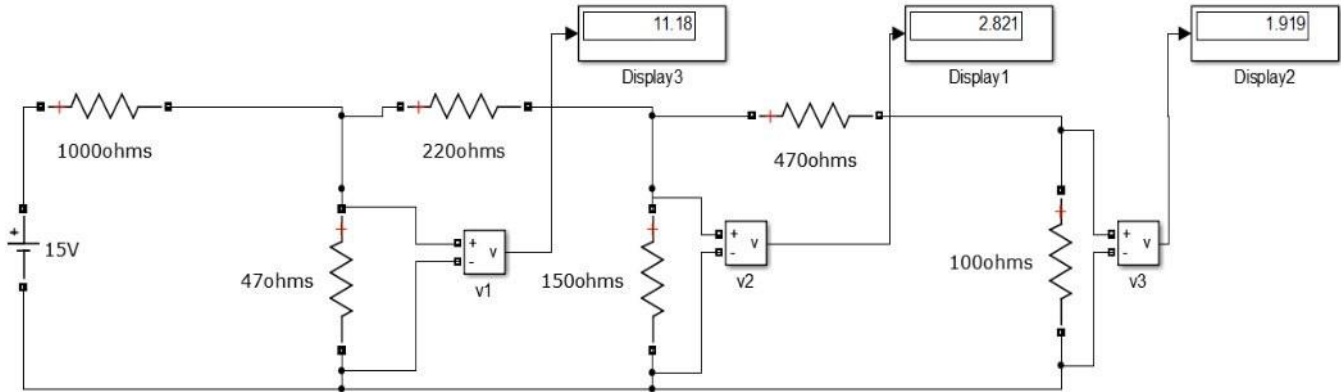 11.18
Display3
2.821
Display1
1.919
Display2
1000ohms
220ohms
470ohms
+
15V
47ohms
+
-
v
v1
150ohms
+
-
v
v2
100ohms
+
-
v
v3